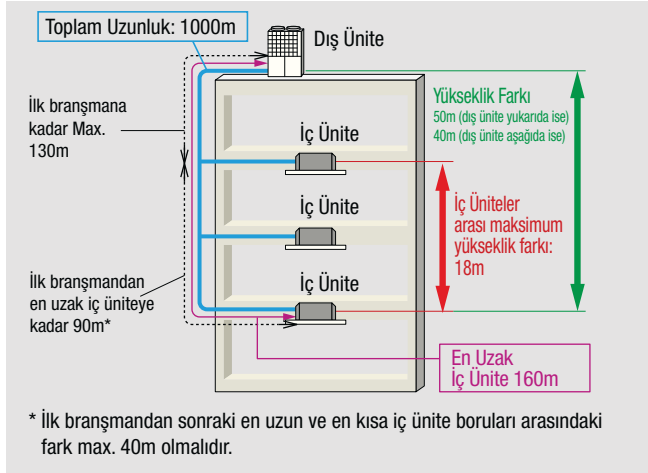 Toplam Uzunluk: 1000m
Dış Ünite
İlk branşmana
kadar Max.
130m
Yükseklik Farkı
50m (dış ünite yukarıda ise)
40m (dış ünite aşağıda ise)
İç Ünite
İç Ünite
İç Üniteler
arası maksimum
yükseklik farkı:
18m
İlk branşmandan
en uzak iç üniteye
kadar 90m*
İç Ünite
En Uzak
İç Ünite 160m
* İlk branşmandan sonraki en uzun ve en kısa iç ünite boruları arasındaki
fark max. 40m olmalıdır.